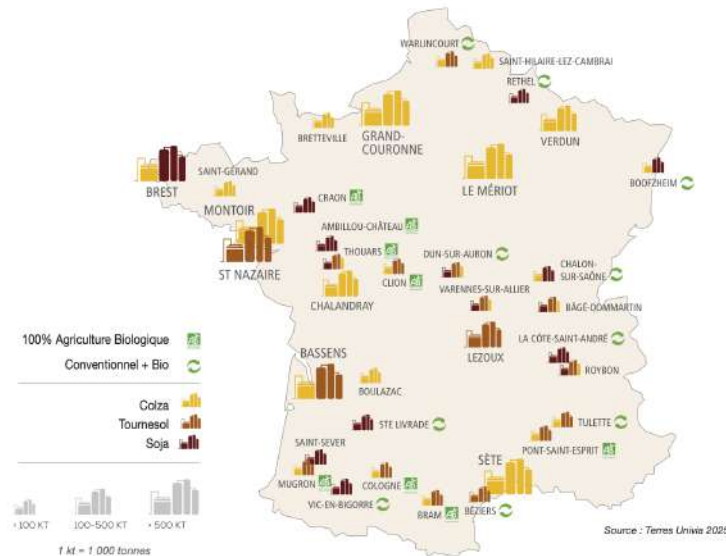 WARLINCOURT
SAINT-HILAIRE-LEZ-CAMBRAI
RETHEL
BRETTEVILLE
GRAND-
COURONNE
VERDUN
SAINT-GÉRAND
BREST
LE MÉRIOT
BOOFZHEIM
MONTOIR
CRAON
AMBILLOU-CHÂTEAU
ST NAZAIRE
THOUARS
DUN-SUR-AURON
CHALON-
SUR-SAÔNE
CLION
VARENNES-SUR-ALLIER
CHALANDRAY
BÂGÉ-DOMMARTIN
100% Agriculture Biologique
LA CÔTE-SAINT-ANDRÉ
Conventionnel + Bio
BASSENS
LEZOUX
ROYBON
BOULAZAC
Colza
Tournesol
Soja
STE LIVRADE
TULETTE
SAINT-SEVER
SÈTE
PONT-SAINT-ESPRIT
MUGRON
COLOGNE
VIC-EN-BIGORRE
BRAM
BÉZIERS
100-500 KT
>500 KT
1 kt = 1 000 tonnes
Source : Terres Univia 2025